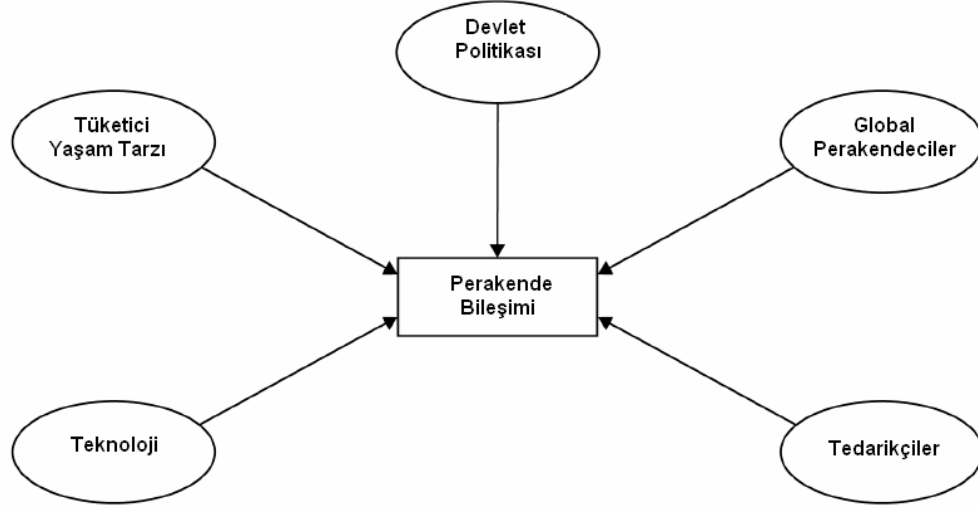 Devlet
Politikası
Tüketici
Yaşam Tarzı
Global
Perakendeciler
Perakende
Bileşimi
Teknoloji
Tedarikçiler